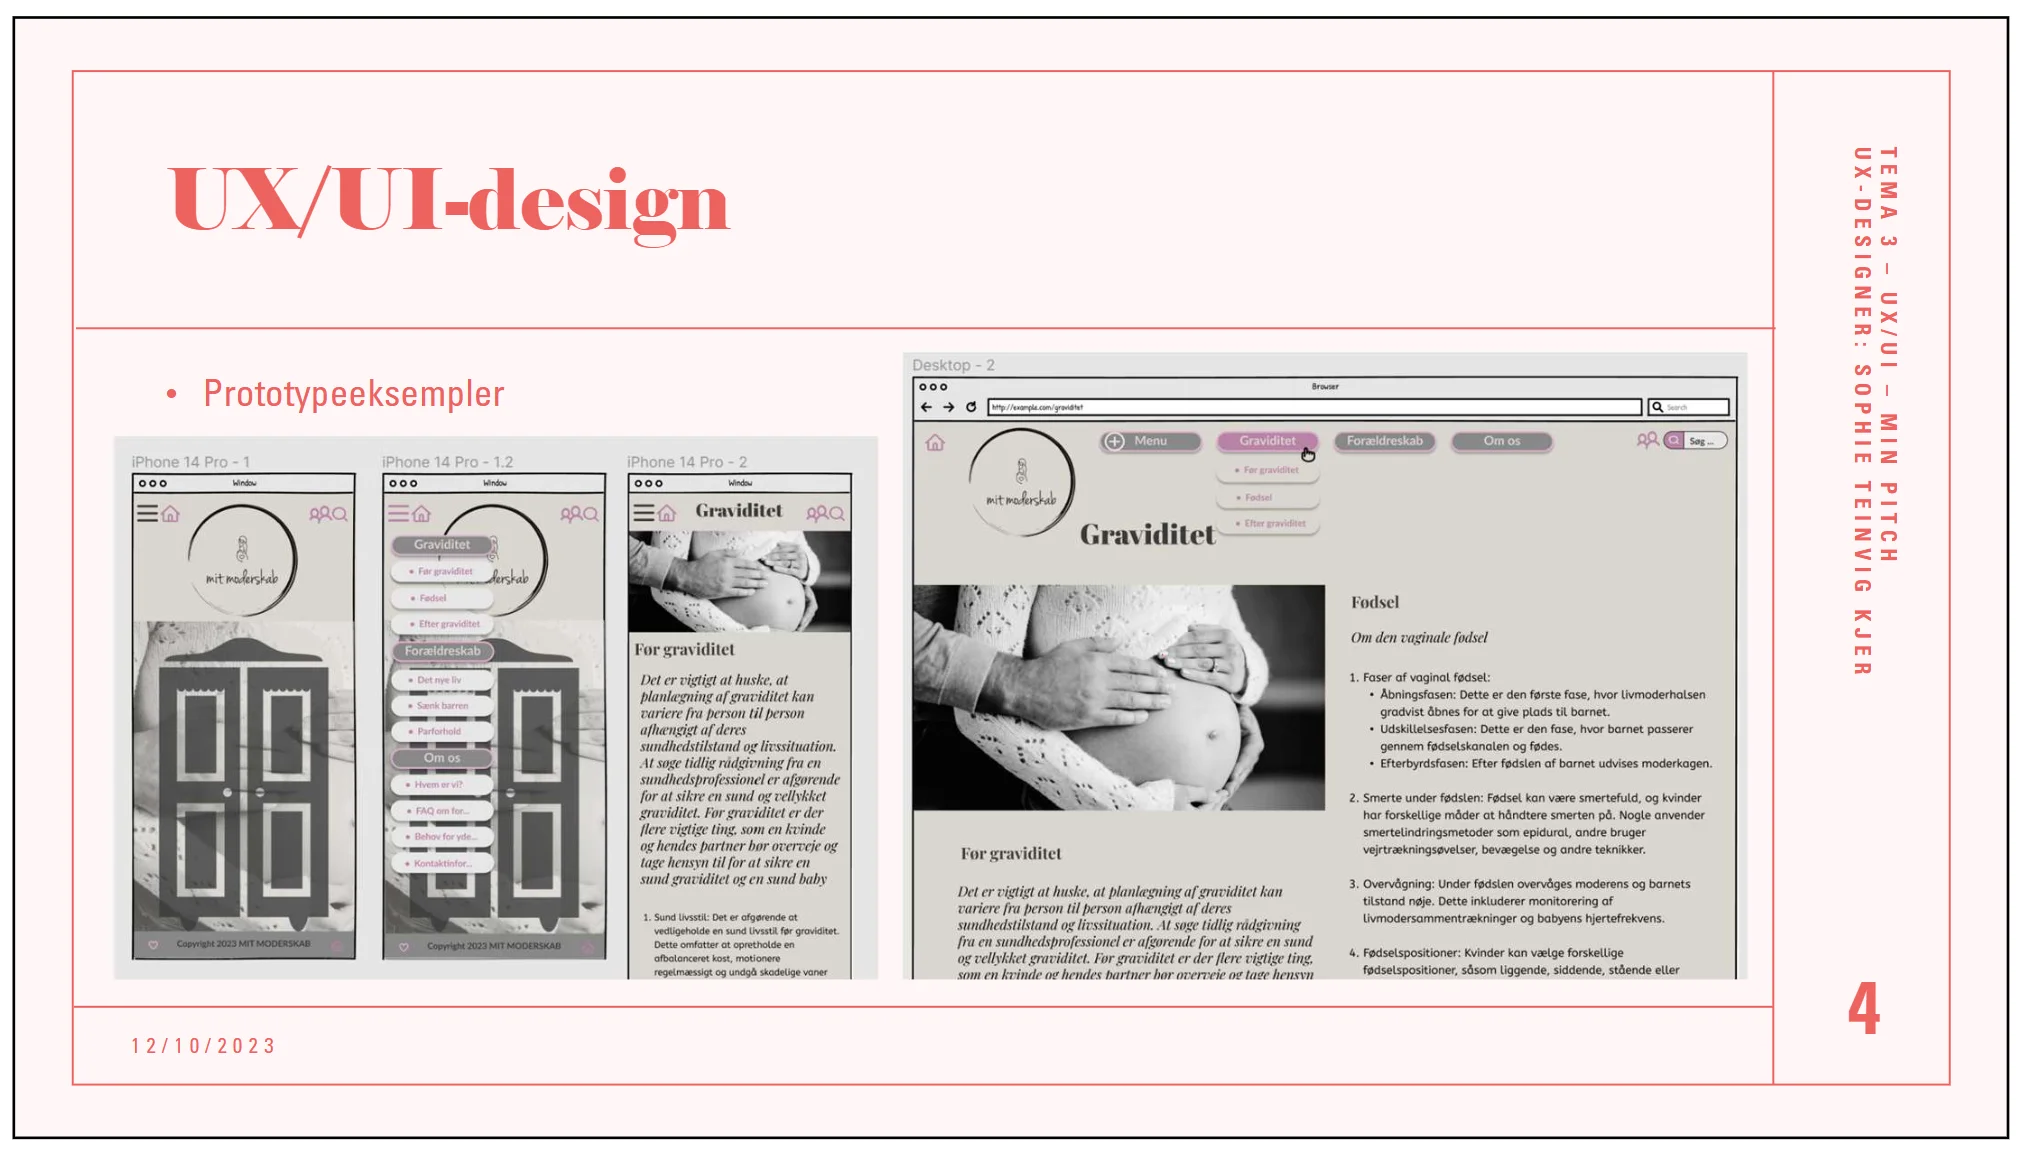 UX/UI-design
• Prototypeeksempler
iPhone 14 Pro - 1
Window
mit moderskab
Copyright 2023 MIT MODERSKAB
iPhone 14 Pro - 1.2
Window
Graviditet
• Før graviditet
• Fødsel
• Efter graviditet
Forældreskab
• Det nye liv
• Sænk barren
• Parforhold
Om os
• Hvem er vi?
• FAQ om for...
• Behov for yde...
• Kontaktinfor...
Copyright 2023 MIT MODERSKAB
iPhone 14 Pro - 2
Window
Graviditet
Før graviditet
Det er vigtigt at huske, at
planlægning af graviditet kan
variere fra person til person
afhængigt af deres
sundhedstilstand og livssituation.
At søge tidlig rådgivning fra en
sundhedsprofessionel er afgørende
for at sikre en sund og vellykket
graviditet. Før graviditet er der
flere vigtige ting, som en kvinde
og hendes partner bør overveje og
tage hensyn til for at sikre en
sund graviditet og en sund baby
1. Sund livsstil: Det er afgørende at
vedligeholde en sund livsstil før graviditet.
Dette omfatter at opretholde en
afbalanceret kost, motionere
regelmæssigt og undgå skadelige vaner
Desktop - 2
Browser
http://example.com/graviditet
Search
mit moderskab
Menu
Graviditet
Forældreskab
Om os
Søg ...
• Før graviditet
• Fødsel
• Efter graviditet
Graviditet
Før graviditet
Det er vigtigt at huske, at planlægning af graviditet kan
variere fra person til person afhængigt af deres
sundhedstilstand og livssituation. At søge tidlig rådgivning
fra en sundhedsprofessionel er afgørende for at sikre en sund
og vellykket graviditet. Før graviditet er der flere vigtige ting,
som en kvinde og hendes partner bør overveje og tage hensyn
Fødsel
Om den vaginale fødsel
1. Faser af vaginal fødsel:
• Åbningsfasen: Dette er den første fase, hvor livmoderhalsen
gradvist åbnes for at give plads til barnet.
• Udskillelsesfasen: Dette er den fase, hvor barnet passerer
gennem fødselskanalen og fødes.
• Efterbyrdsfasen: Efter fødslen af barnet udvises moderkagen.
2. Smerte under fødslen: Fødsel kan være smertefuld, og kvinder
har forskellige måder at håndtere smerten på. Nogle anvender
smertelindringsmetoder som epidural, andre bruger
vejrtrækningsøvelser, bevægelse og andre teknikker.
3. Overvågning: Under fødslen overvåges moderens og barnets
tilstand nøje. Dette inkluderer monitorering af
livmodersammentrækninger og babyens hjertefrekvens.
4. Fødselspositioner: Kvinder kan vælge forskellige
fødselspositioner, såsom liggende, siddende, stående eller
TEMA 3 – UX/UI – MIN PITCH
UX-DESIGNER: SOPHIE TEINVIG KJER
4
12/10/2023